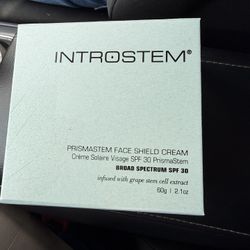 INTROSTEM®
PRISMASTEM FACE SHIELD CREAM
Crème Solaire Visage SPF 30 PrismaStem
BROAD SPECTRUM SPF 30
infused with grape stem cell extract
60g | 2.1oz